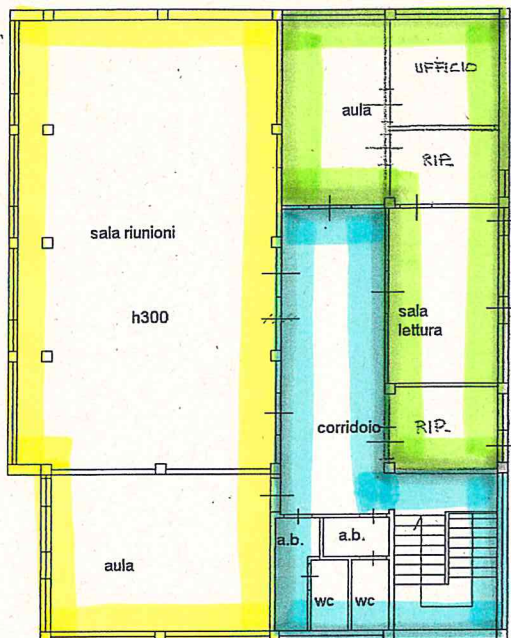 UFFICIO
aula
RIP.
sala riunioni
h300
sala
lettura
corridoio
RIP.
a.b.
a.b.
aula
wc
wc